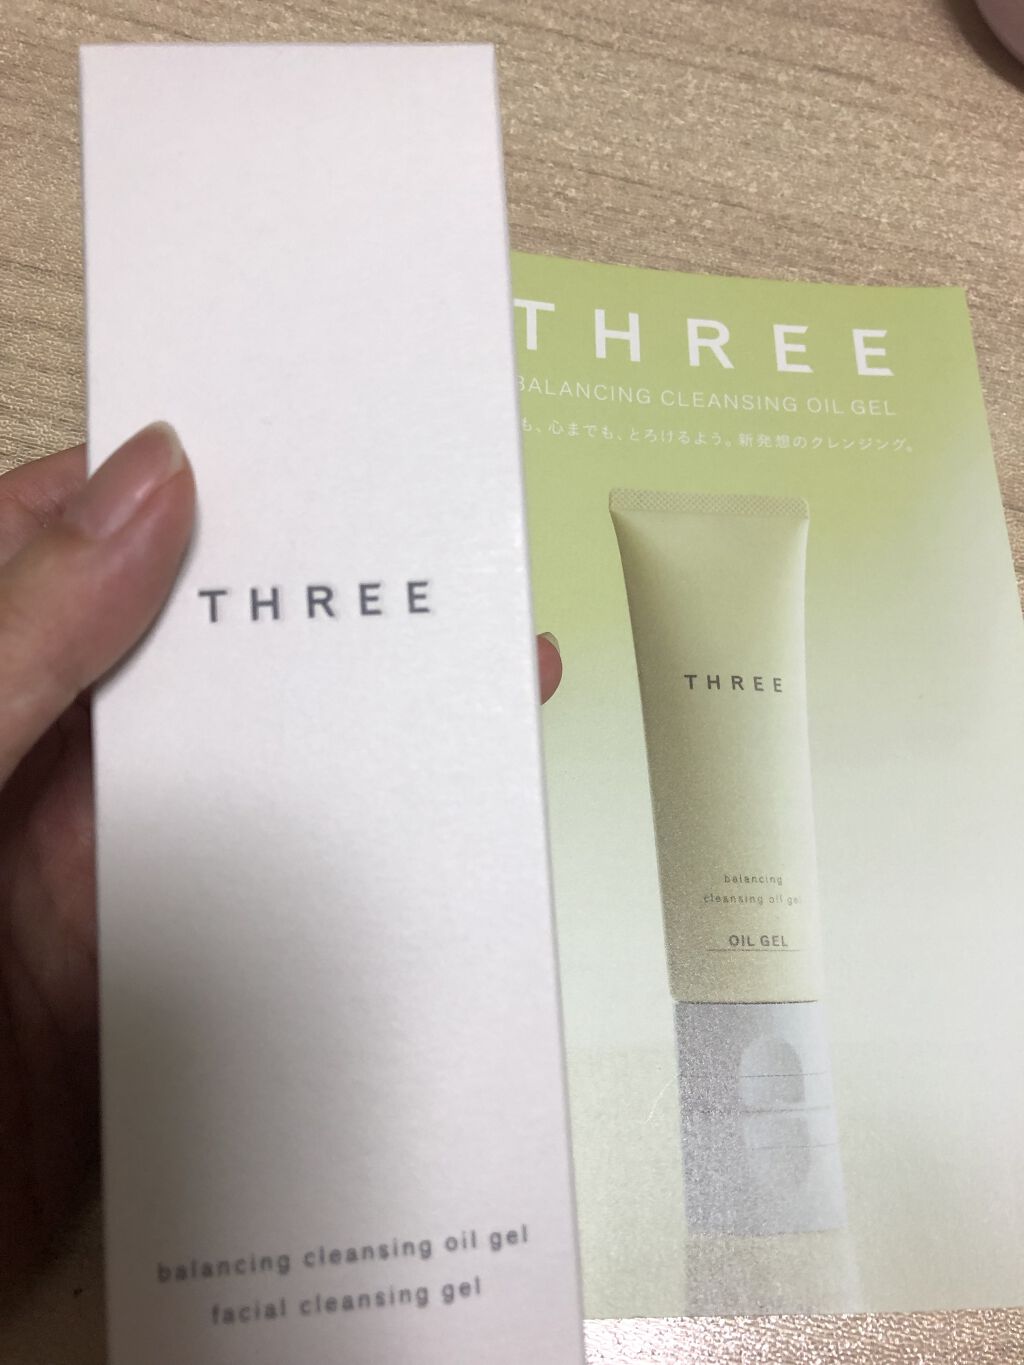 THREE
balancing cleansing oil gel
facial cleansing gel
THREE
BALANCING CLEANSING OIL GEL
も、心までも、とろけるよう。新発想のクレンジング。
THREE
balancing
cleansing oil gel
OIL GEL